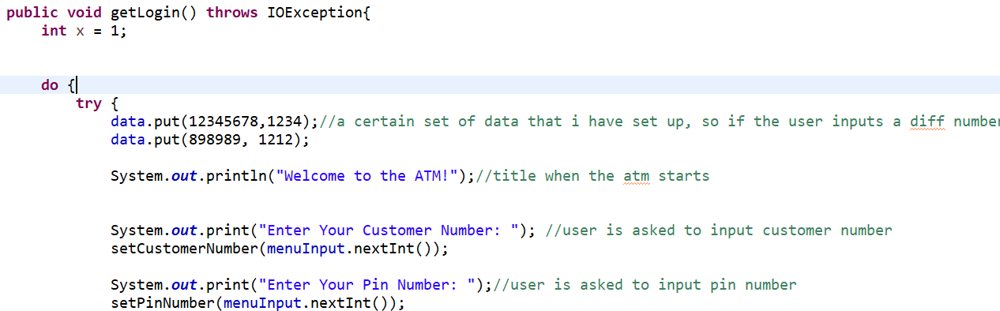 public void getLogin() throws IOException{
int x = 1;
do {
try {
data.put(12345678,1234);//a certain set of data that i have set up, so if the user inputs a diff number
data.put(898989, 1212);
System.out.println("Welcome to the ATM!");//title when the atm starts
System.out.print("Enter Your Customer Number: "); //user is asked to input customer number
setCustomerNumber(menuInput.nextInt());
System.out.print("Enter Your Pin Number: ");//user is asked to input pin number
setPinNumber(menuInput.nextInt());